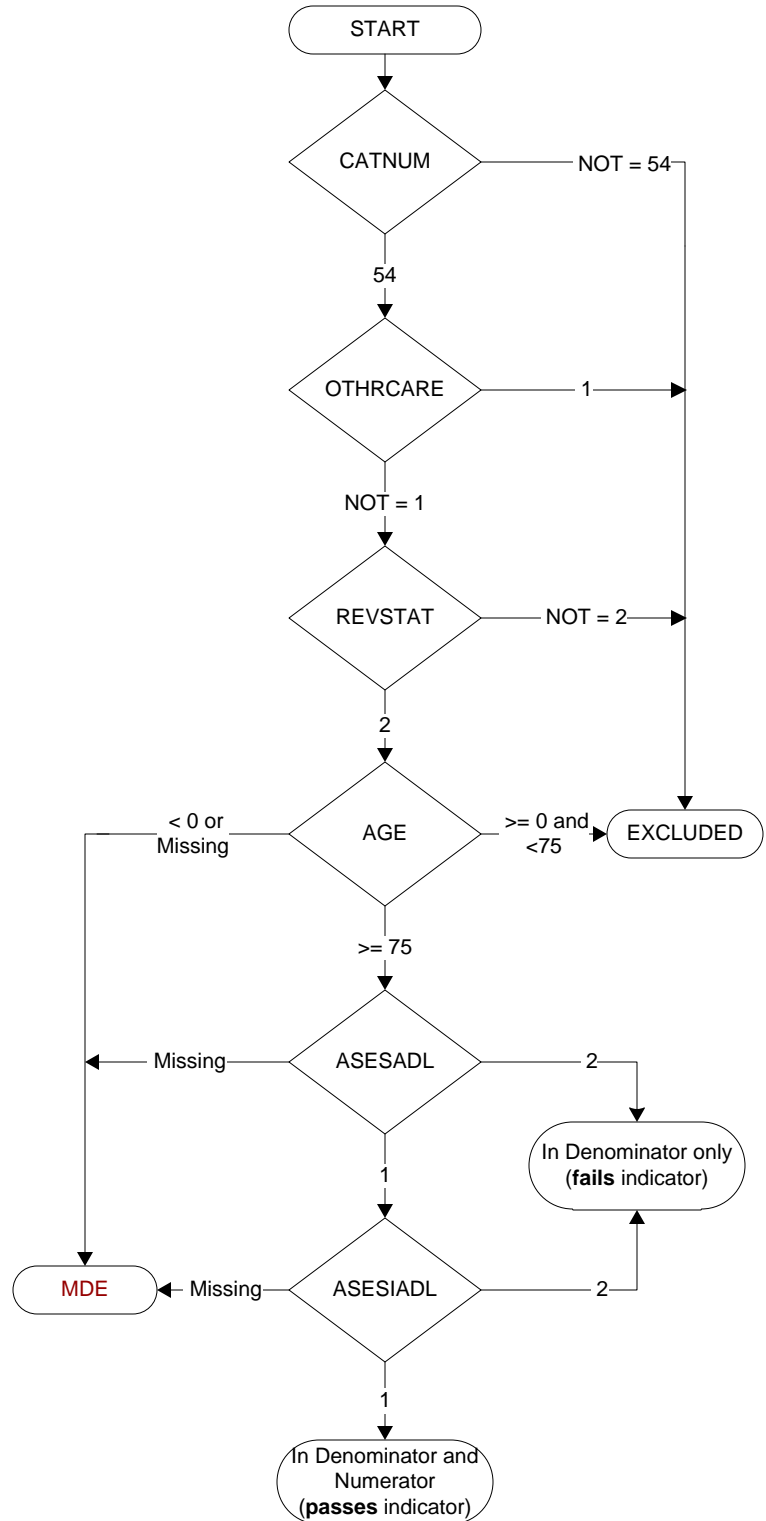 START
CATNUM
NOT = 54
54
OTHRCARE
1
NOT = 1
REVSTAT
NOT = 2
2
< 0 or
Missing
AGE
>= 0 and
<75
EXCLUDED
>= 75
Missing
ASESADL
2
In Denominator only
(fails indicator)
1
MDE
Missing
ASESIADL
2
1
In Denominator and
Numerator
(passes indicator)